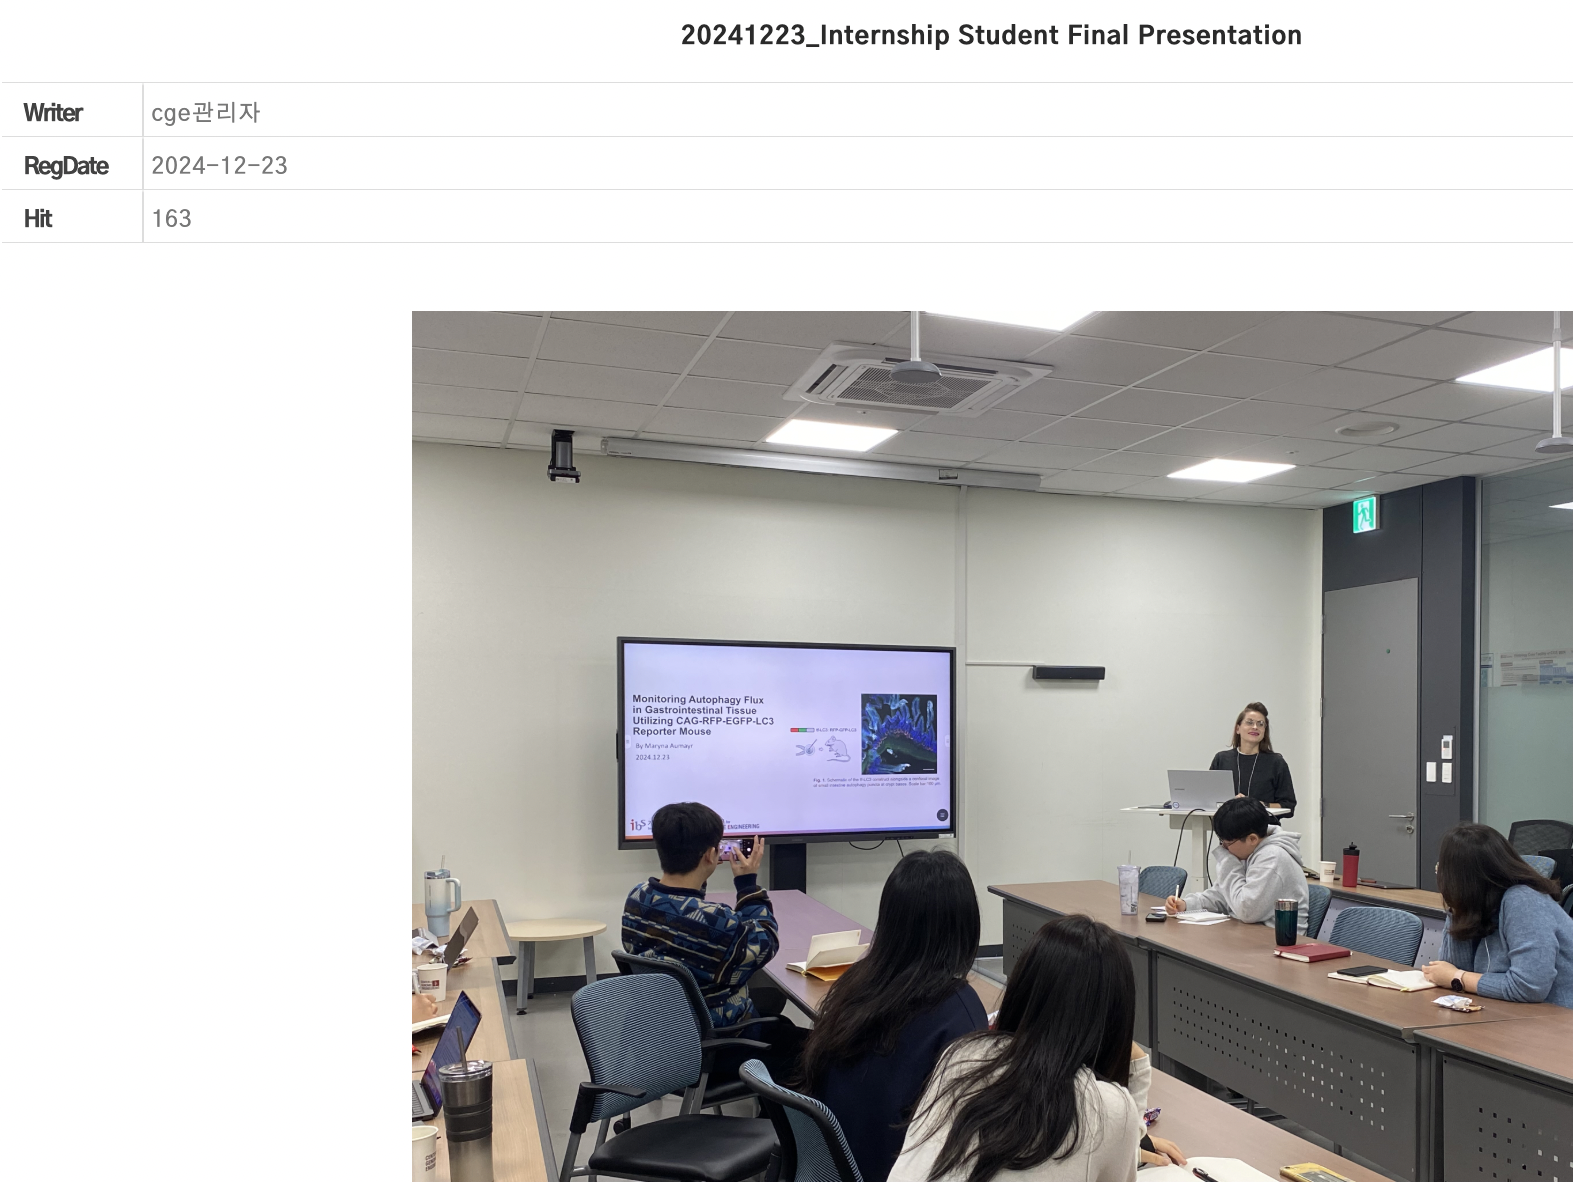 20241223_Internship Student Final Presentation
Writer
cge관리자
RegDate
2024-12-23
Hit
163
Monitoring Autophagy Flux
in Gastrointestinal Tissue
Utilizing CAG-RFP-EGFP-LC3
Reporter Mouse
By Maryna Aumayr
2024.12.23
ibs
ENGINEERING